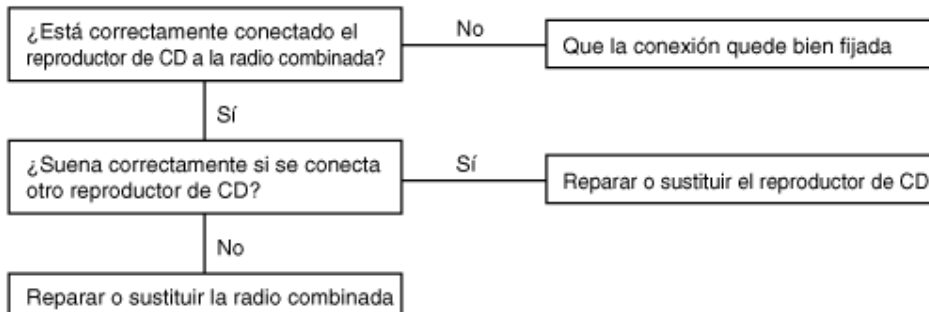 ¿Está correctamente conectado el
reproductor de CD a la radio combinada?
No
Que la conexión quede bien fijada
Sí
¿Suena correctamente si se conecta
otro reproductor de CD?
Sí
Reparar o sustituir el reproductor de CD
No
Reparar o sustituir la radio combinada